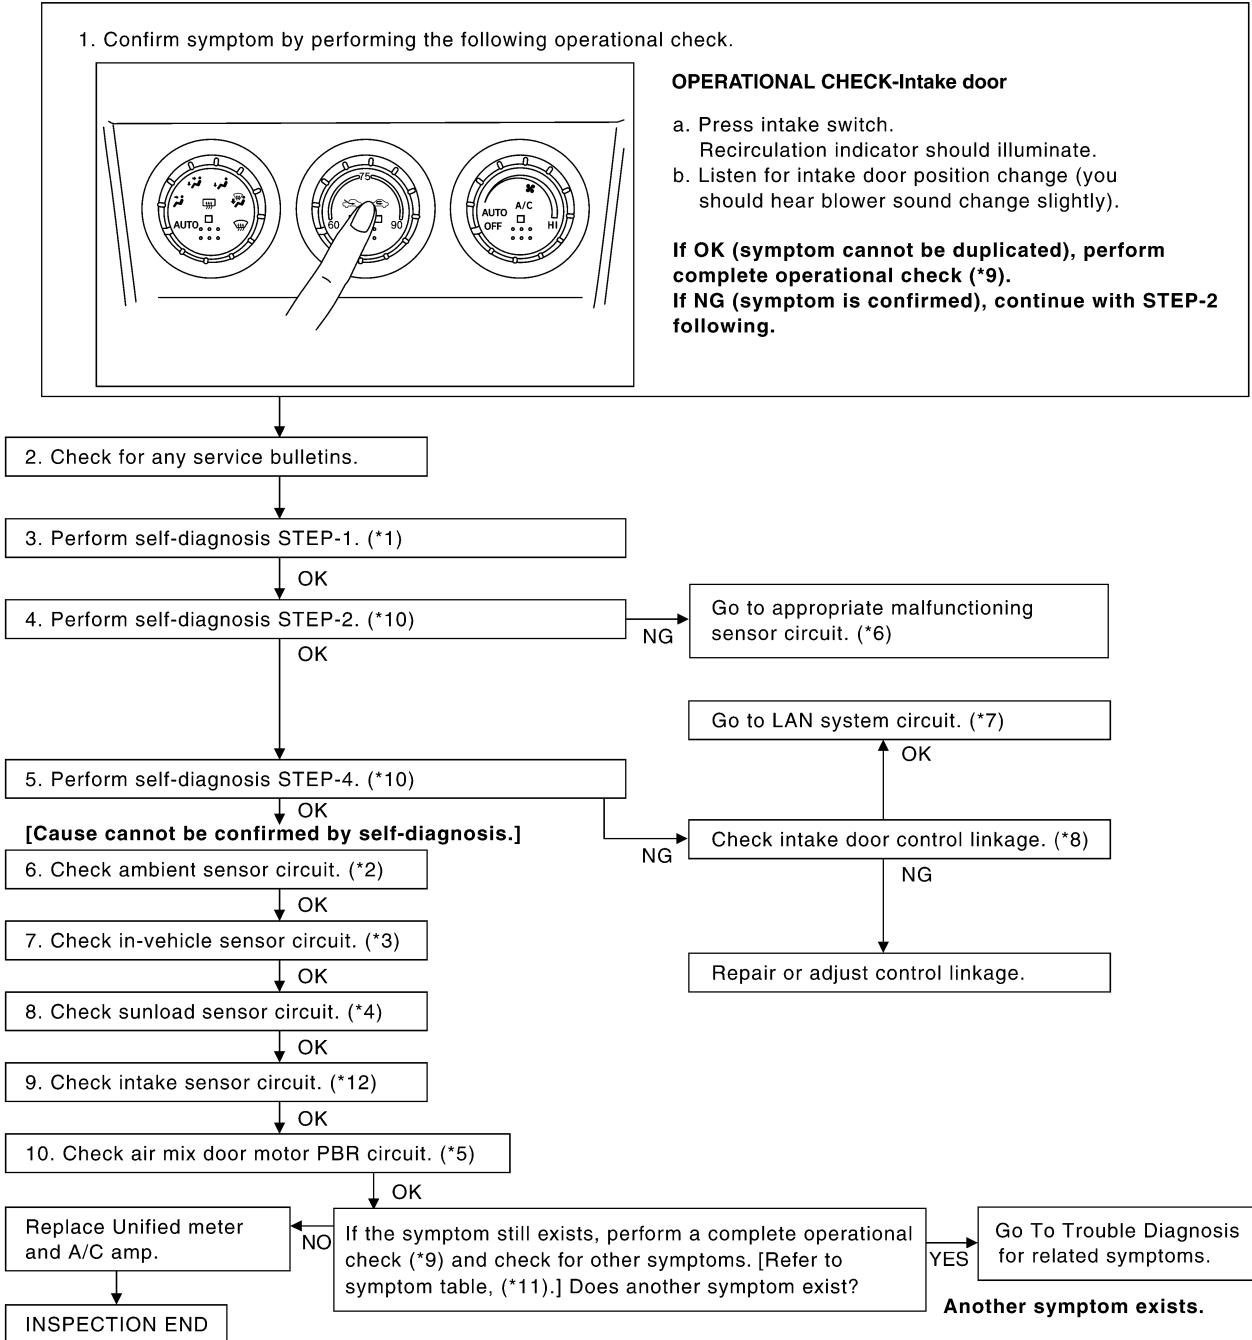 1. Confirm symptom by performing the following operational check.
75
60
90
AUTO
AUTO
OFF
A/C
HI
OPERATIONAL CHECK-Intake door
a. Press intake switch.
Recirculation indicator should illuminate.
b. Listen for intake door position change (you
should hear blower sound change slightly).
If OK (symptom cannot be duplicated), perform
complete operational check (*9).
If NG (symptom is confirmed), continue with STEP-2
following.
2. Check for any service bulletins.
3. Perform self-diagnosis STEP-1. (*1)
OK
4. Perform self-diagnosis STEP-2. (*10)
NG
Go to appropriate malfunctioning
sensor circuit. (*6)
OK
Go to LAN system circuit. (*7)
OK
5. Perform self-diagnosis STEP-4. (*10)
OK
[Cause cannot be confirmed by self-diagnosis.]
NG
Check intake door control linkage. (*8)
NG
Repair or adjust control linkage.
6. Check ambient sensor circuit. (*2)
OK
7. Check in-vehicle sensor circuit. (*3)
OK
8. Check sunload sensor circuit. (*4)
OK
9. Check intake sensor circuit. (*12)
OK
10. Check air mix door motor PBR circuit. (*5)
OK
If the symptom still exists, perform a complete operational
check (*9) and check for other symptoms. [Refer to
symptom table, (*11).] Does another symptom exist?
NO
Replace Unified meter
and A/C amp.
INSPECTION END
YES
Go To Trouble Diagnosis
for related symptoms.
Another symptom exists.